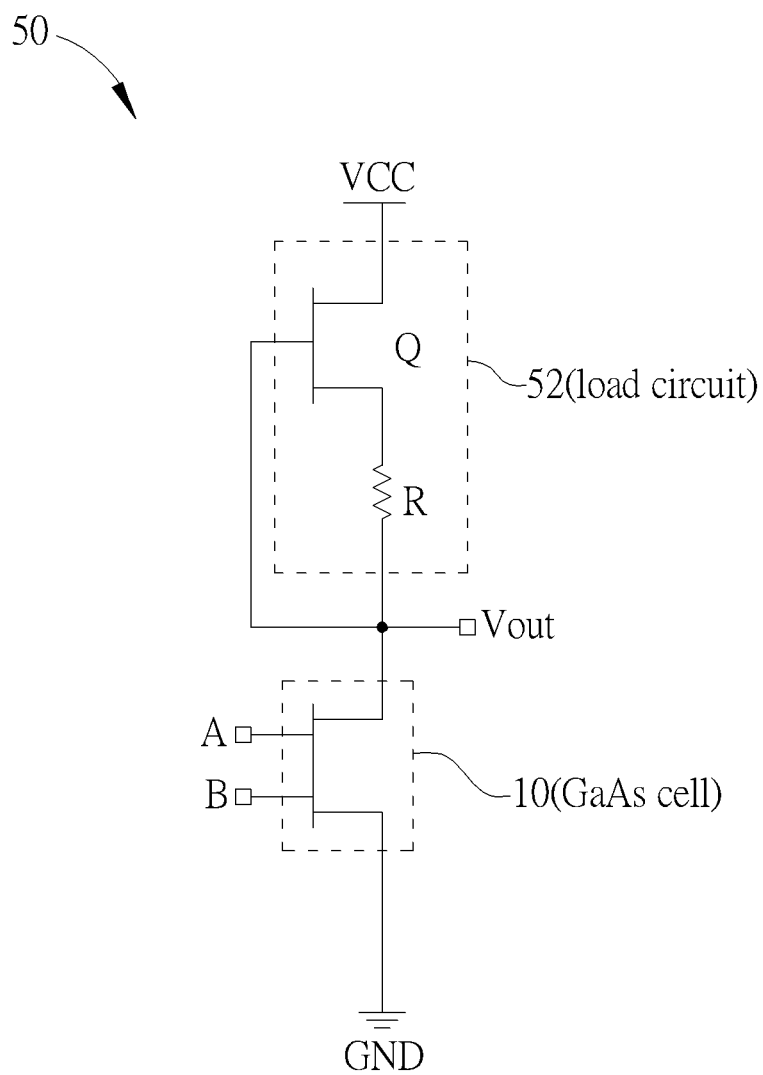 50
VCC
Q
52(load circuit)
R
Vout
A
B
10(GaAs cell)
GND